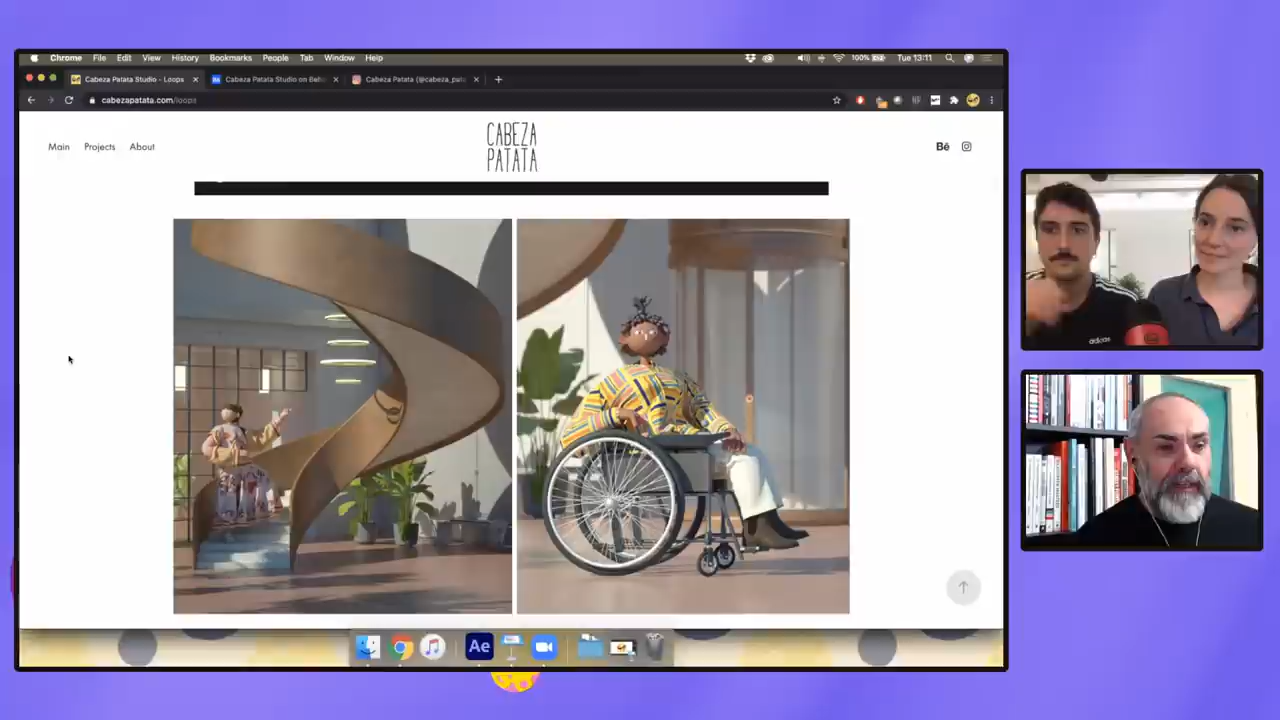 Chrome File Edit View History Bookmarks People Tab Window Help 100% Tue 13:11
Cabeza Patata Studio - Loops
Cabeza Patata Studio on Beh
Cabeza Patata (@cabeza_pata
cabezapatata.com/loops
Main Projects About
CABEZA
PATATA
Bē
adidas
Ae